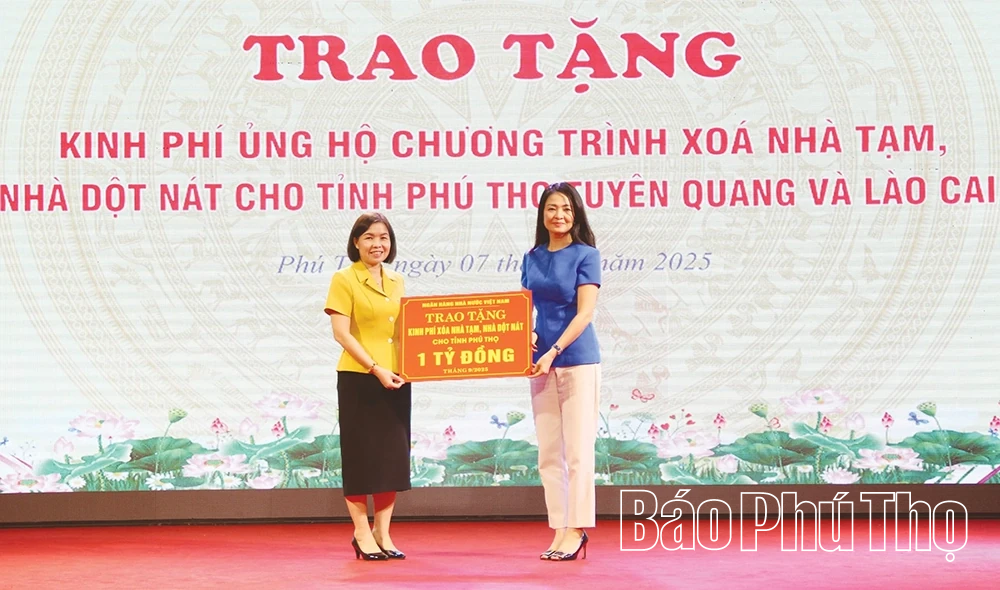 TRAO TẶNG
KINH PHÍ ỦNG HỘ CHƯƠNG TRÌNH XOÁ NHÀ TẠM,
NHÀ DỘT NÁT CHO TỈNH PHÚ THỌ, TUYÊN QUANG VÀ LÀO CAI
Phú ngày 07 năm 2025
NGÂN HÀNG NHÀ NƯỚC VIỆT NAM
TRAO TẶNG
KINH PHÍ XÓA NHÀ TẠM, NHÀ DỘT NÁT
CHO TỈNH PHÚ THỌ
1 TỶ ĐỒNG
Báo Phú Thọ